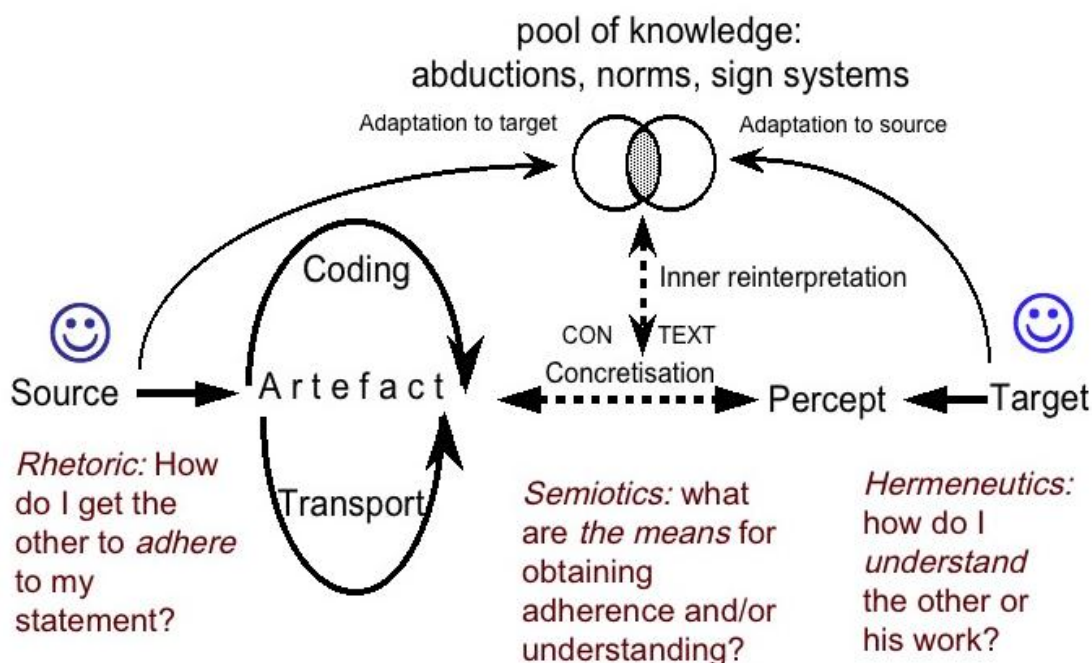 pool of knowledge:
abductions, norms, sign systems
Adaptation to target
Adaptation to source
Coding
Inner reinterpretation
CON TEXT
Concretisation
Source
Artefact
Percept
Target
Transport
Rhetoric: How
do I get the
other to adhere
to my
statement?
Semiotics: what
are the means for
obtaining
adherence and/or
understanding?
Hermeneutics:
how do I
understand
the other or
his work?